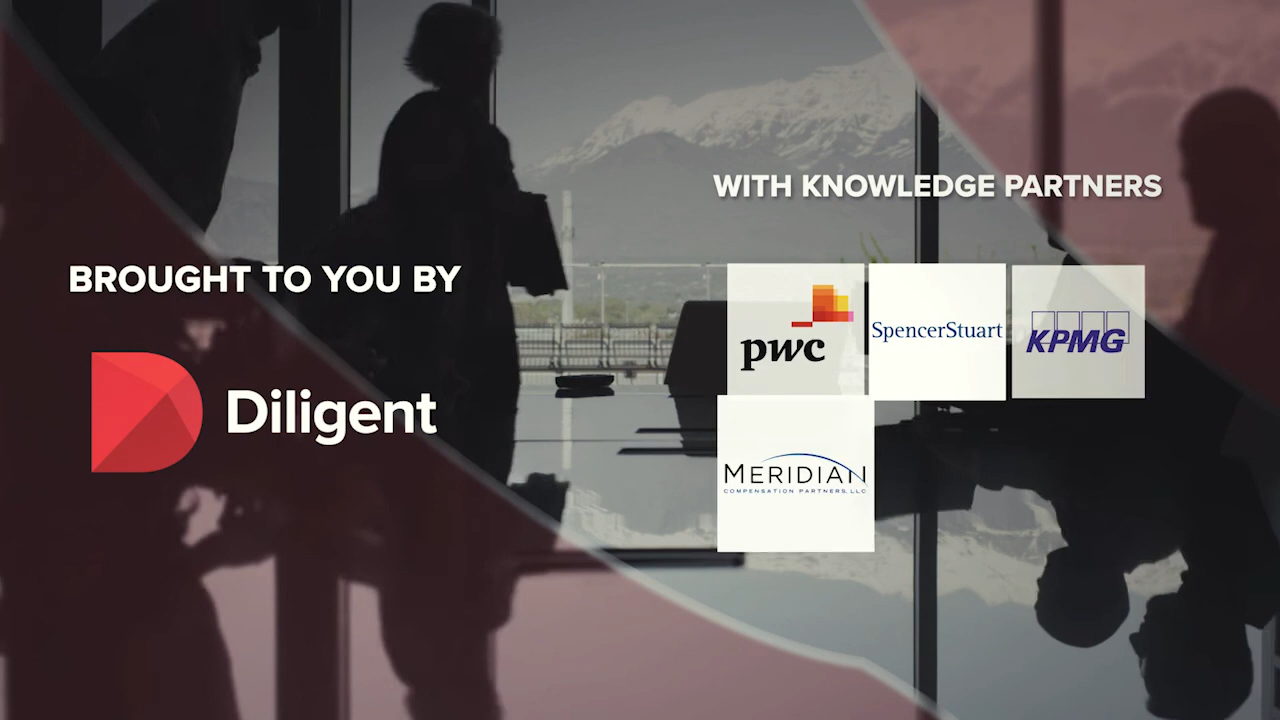 BROUGHT TO YOU BY
Diligent
WITH KNOWLEDGE PARTNERS
pwc
SpencerStuart
KPMG
MERIDIAN
COMPENSATION PARTNERS, LLC